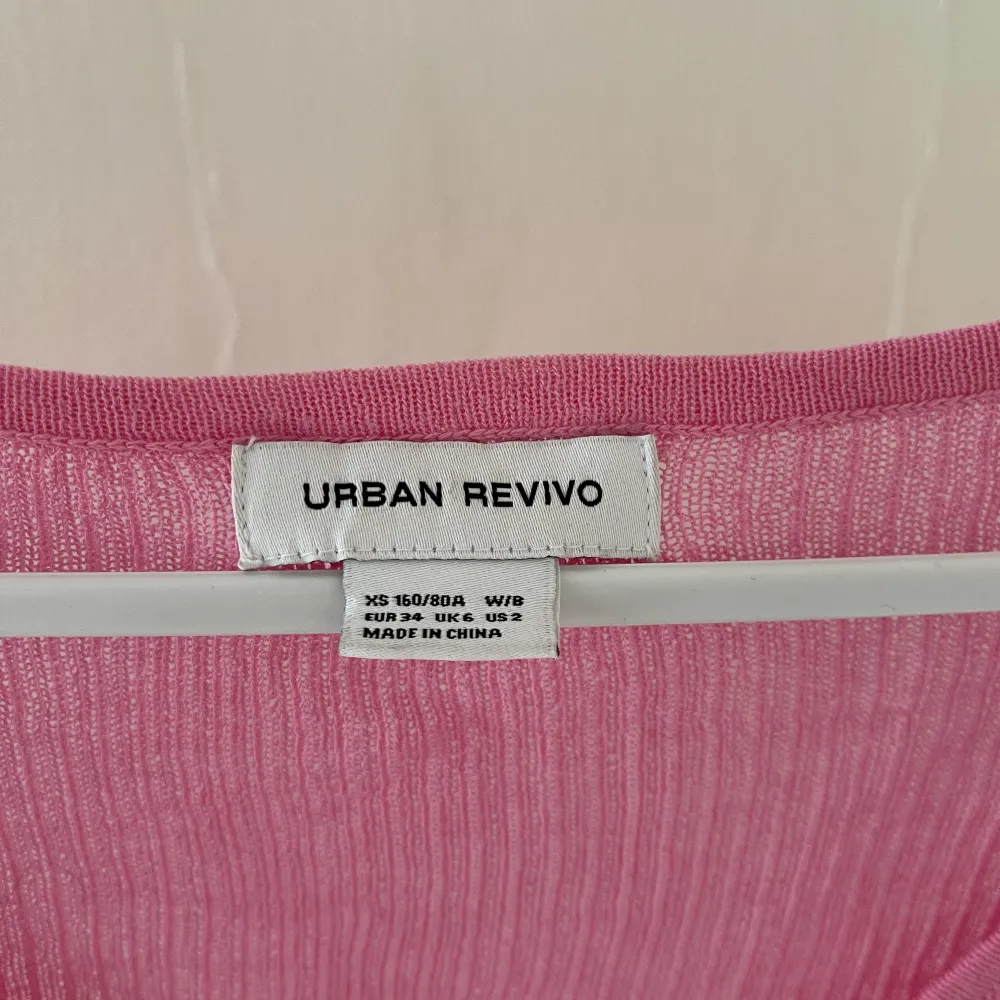 URBAN REVIVO
XS 160/80A W/B
EUR 34 UK 6 US 2
MADE IN CHINA